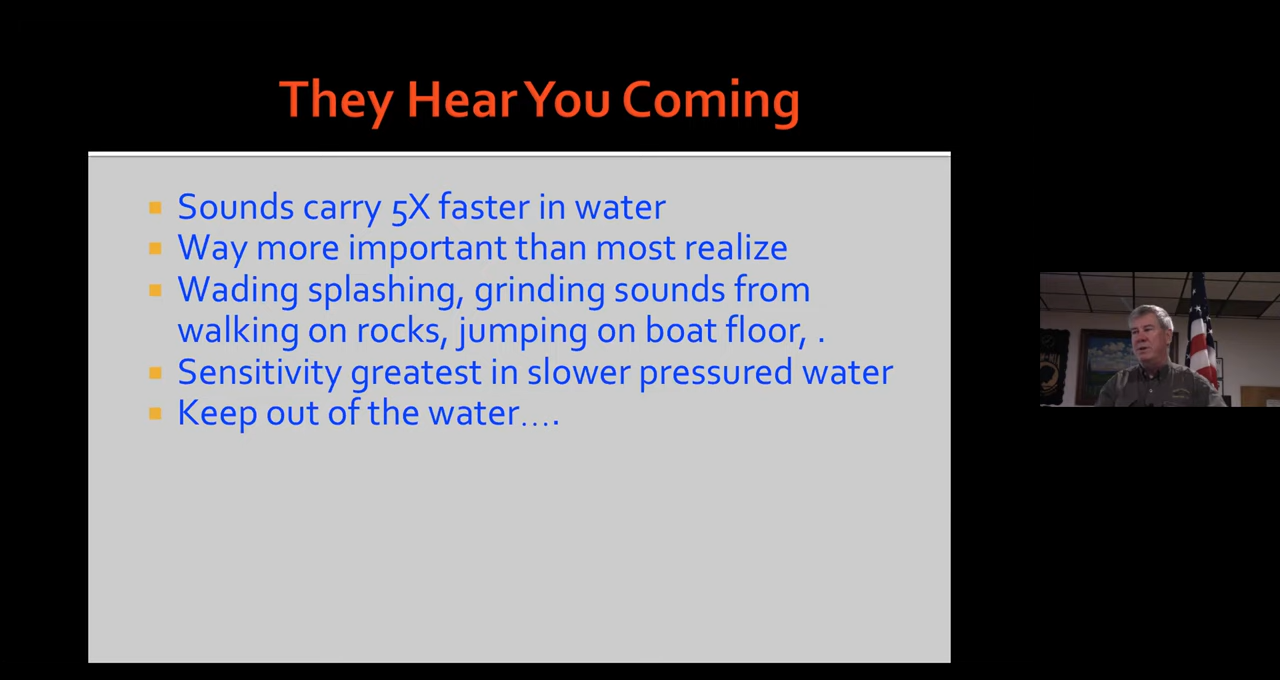 They Hear You Coming
Sounds carry 5X faster in water
Way more important than most realize
Wading splashing, grinding sounds from
walking on rocks, jumping on boat floor, .
Sensitivity greatest in slower pressured water
Keep out of the water….